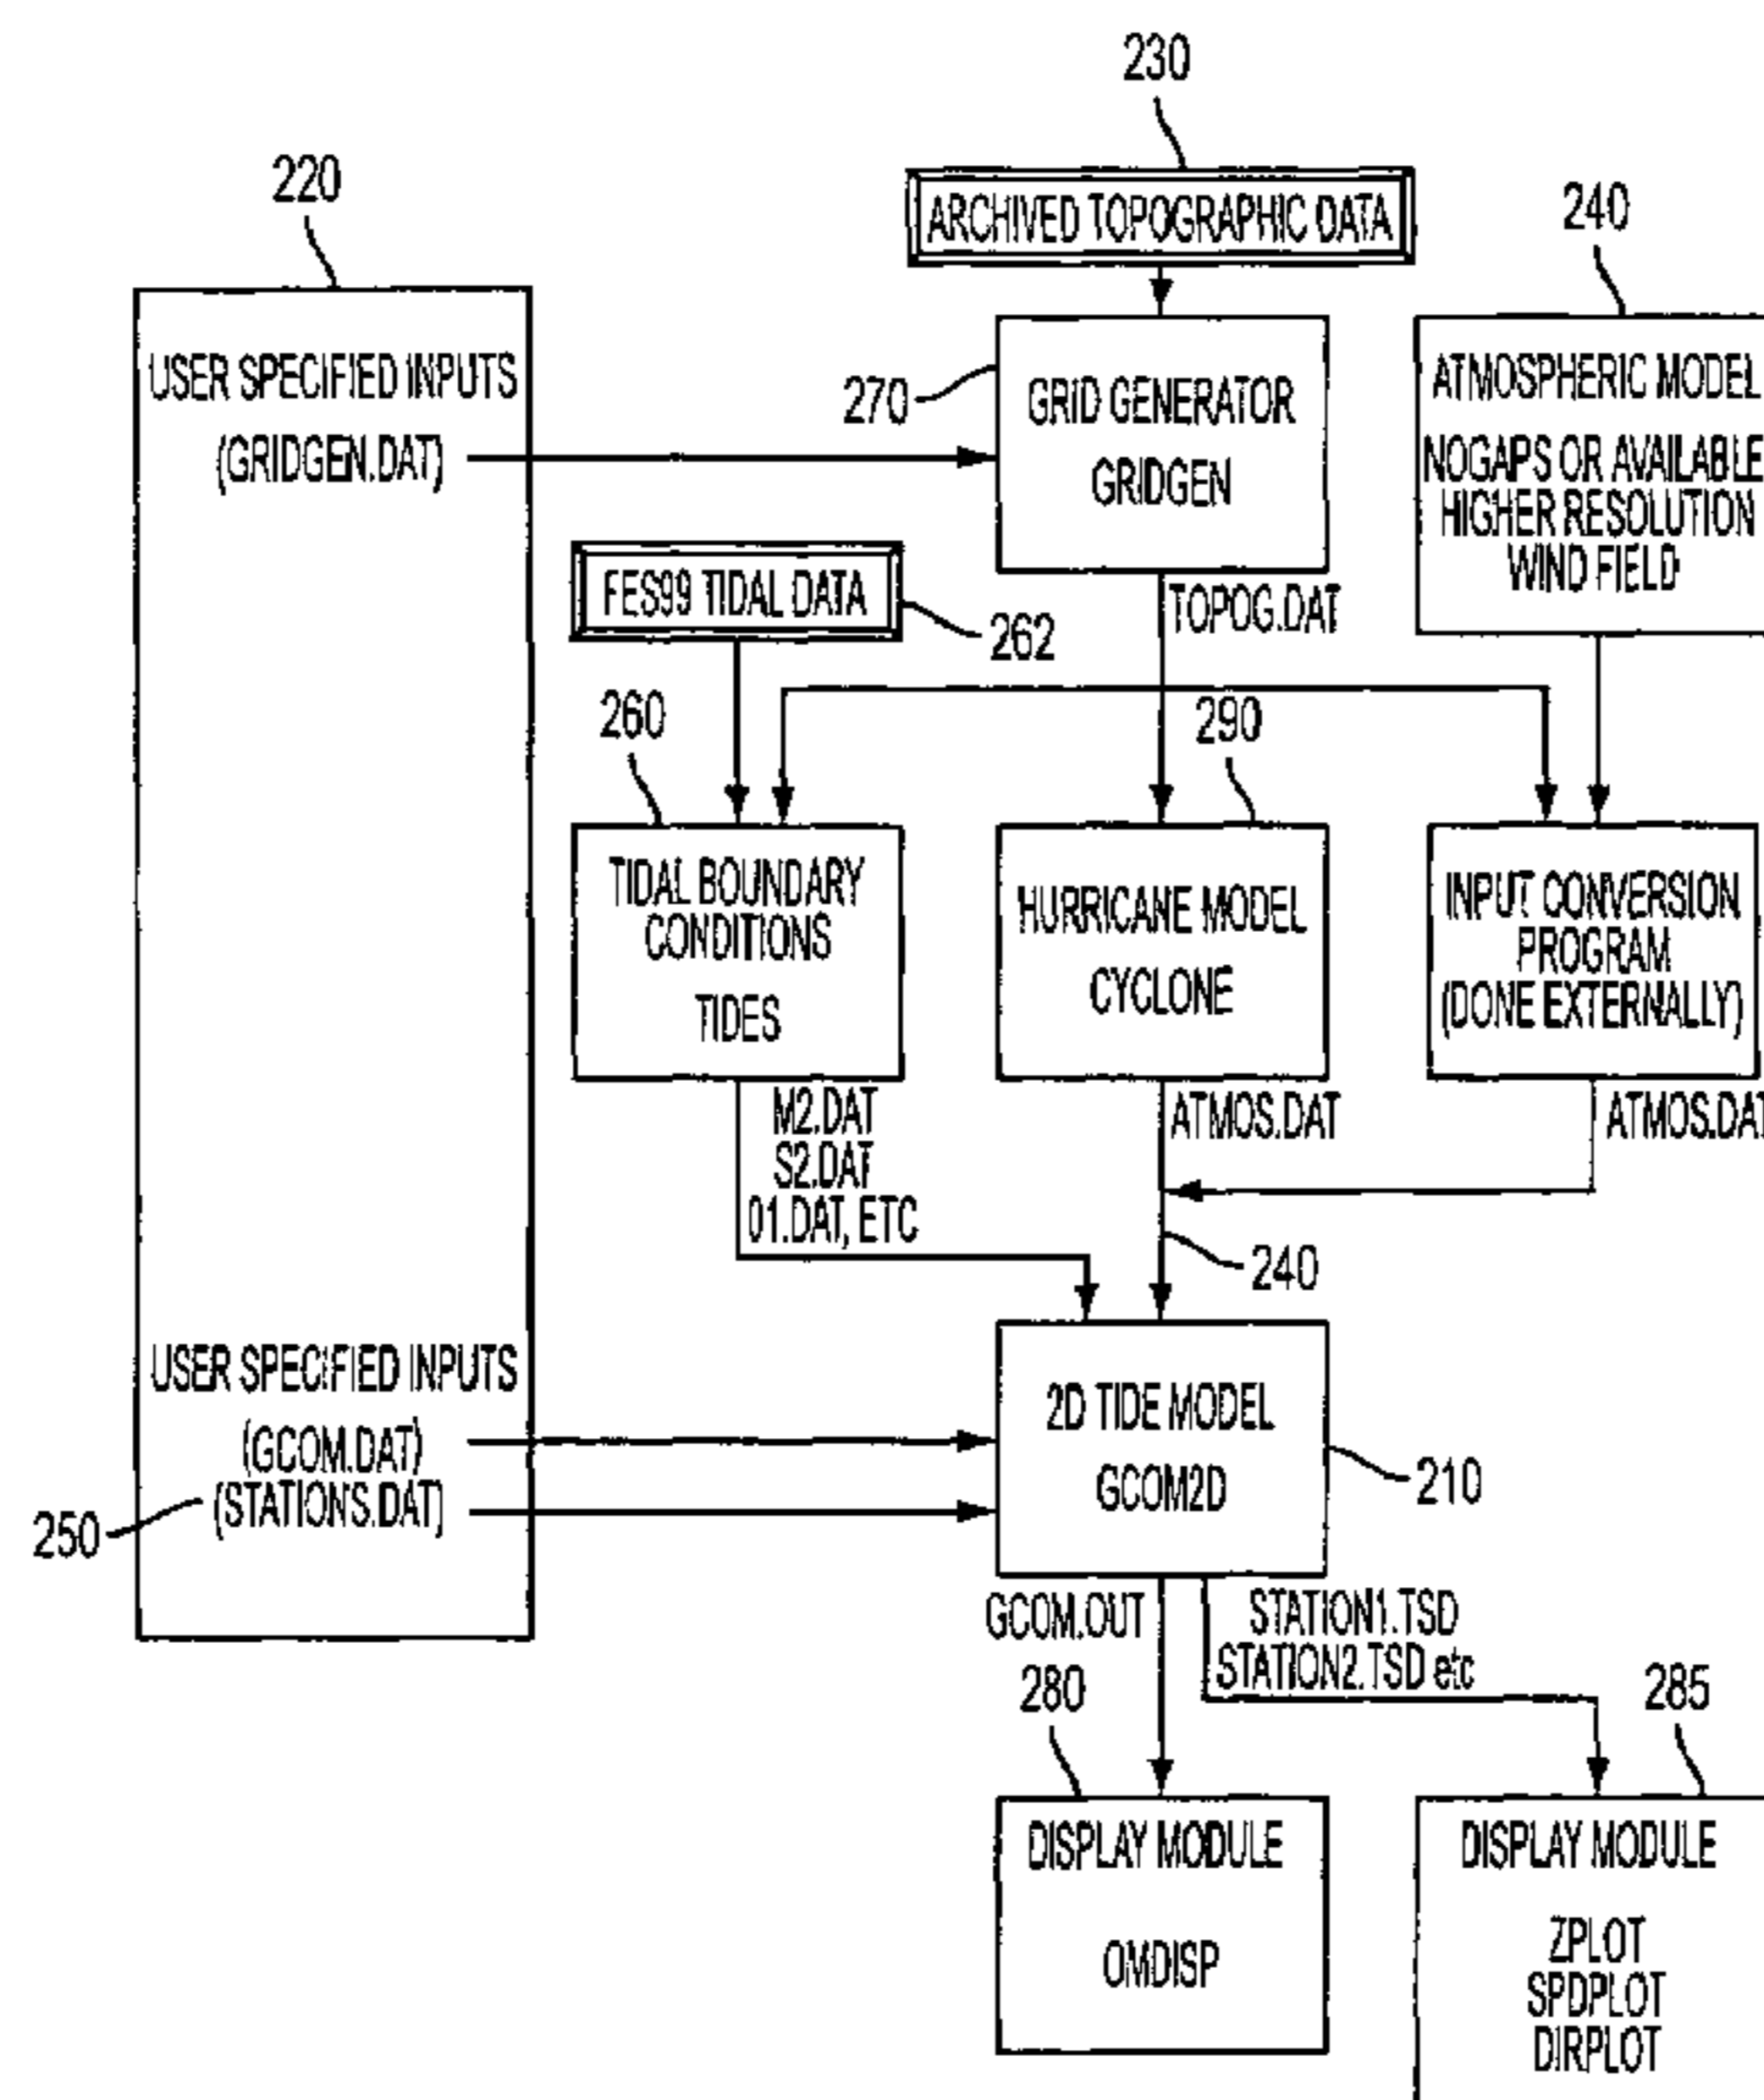 230
220
ARCHIVED TOPOGRAPHIC DATA
240
USER SPECIFIED INPUTS
(GRIDGEN.DAT)
270
GRID GENERATOR
GRIDGEN
ATMOSPHERIC MODEL
NOGAPS OR AVAILABLE
HIGHER RESOLUTION
WIND FIELD
FES99 TIDAL DATA
262
TOPOG.DAT
260
290
TIDAL BOUNDARY
CONDITIONS
TIDES
HURRICANE MODEL
CYCLONE
INPUT CONVERSION
PROGRAM
(DONE EXTERNALLY)
M2.DAT
S2.DAT
01.DAT, ETC
ATMOS.DAT
ATMOS.DAT
240
USER SPECIFIED INPUTS
(GCOM.DAT)
(STATIONS.DAT)
250
2D TIDE MODEL
GCOM2D
210
GCOM.OUT
STATION1.TSD
STATION2.TSD etc
280
285
DISPLAY MODULE
OMDISP
DISPLAY MODULE
ZPLOT
SPDPLOT
DIRPLOT